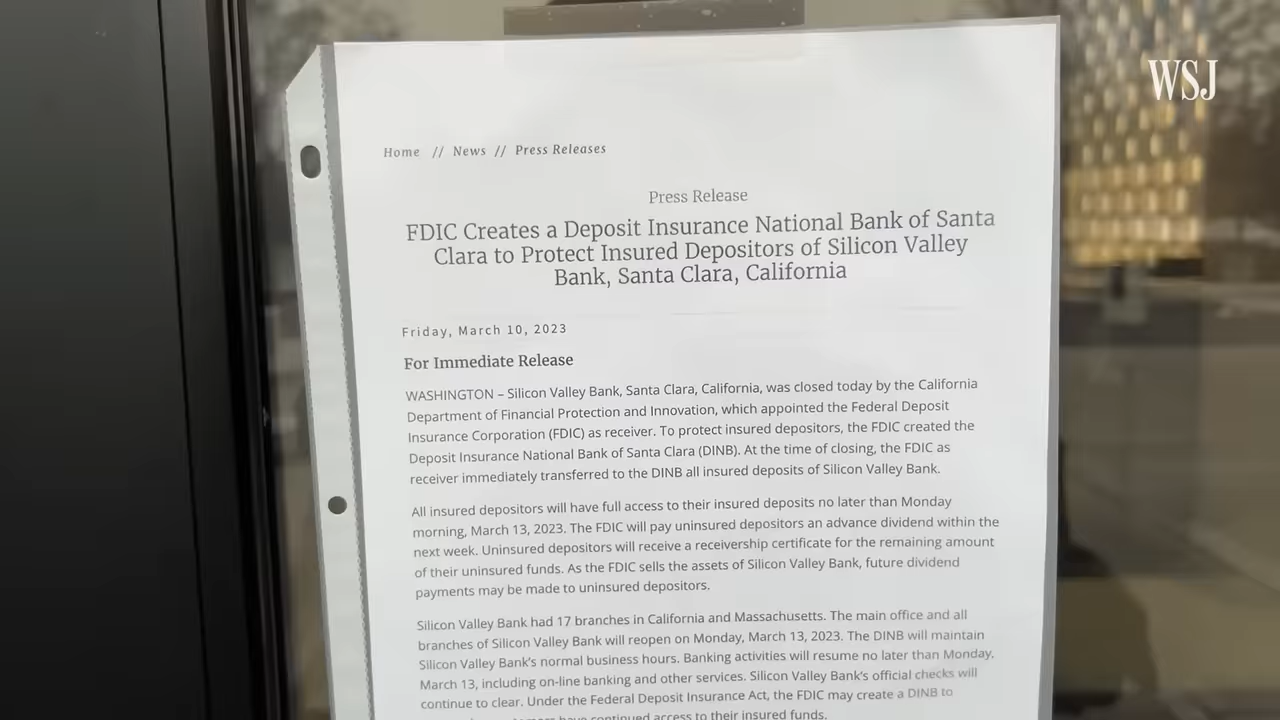 WSJ
Home // News // Press Releases
Press Release
FDIC Creates a Deposit Insurance National Bank of Santa
Clara to Protect Insured Depositors of Silicon Valley
Bank, Santa Clara, California
Friday, March 10, 2023
For Immediate Release
WASHINGTON – Silicon Valley Bank, Santa Clara, California, was closed today by the California
Department of Financial Protection and Innovation, which appointed the Federal Deposit
Insurance Corporation (FDIC) as receiver. To protect insured depositors, the FDIC created the
Deposit Insurance National Bank of Santa Clara (DINB). At the time of closing, the FDIC as
receiver immediately transferred to the DINB all insured deposits of Silicon Valley Bank.
All insured depositors will have full access to their insured deposits no later than Monday
morning, March 13, 2023. The FDIC will pay uninsured depositors an advance dividend within the
next week. Uninsured depositors will receive a receivership certificate for the remaining amount
of their uninsured funds. As the FDIC sells the assets of Silicon Valley Bank, future dividend
payments may be made to uninsured depositors.
Silicon Valley Bank had 17 branches in California and Massachusetts. The main office and all
branches of Silicon Valley Bank will reopen on Monday, March 13, 2023. The DINB will maintain
Silicon Valley Bank's normal business hours. Banking activities will resume no later than Monday,
March 13, including on-line banking and other services. Silicon Valley Bank's official checks will
continue to clear. Under the Federal Deposit Insurance Act, the FDIC may create a DINB to
have continued access to their insured funds.